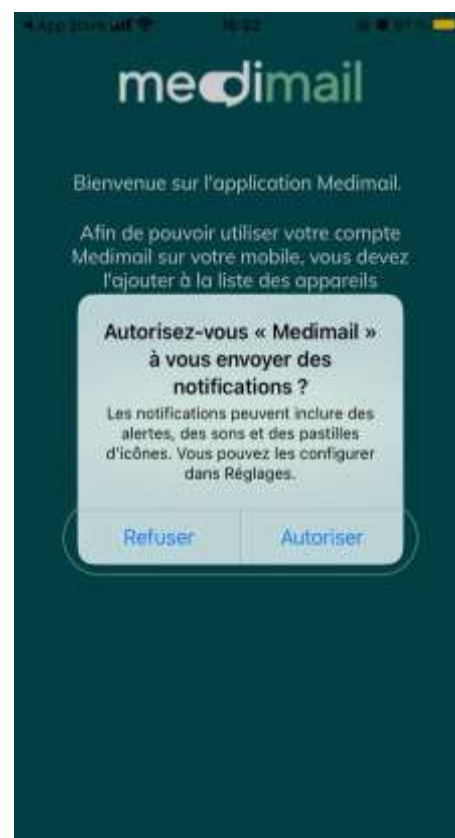 App Store
medimail
Bienvenue sur l'application Medimail.
Afin de pouvoir utiliser votre compte
Medimail sur votre mobile, vous devez
l'ajouter à la liste des appareils
Autorisez-vous « Medimail »
à vous envoyer des
notifications ?
Les notifications peuvent inclure des
alertes, des sons et des pastilles
d'icônes. Vous pouvez les configurer
dans Réglages.
Refuser Autoriser